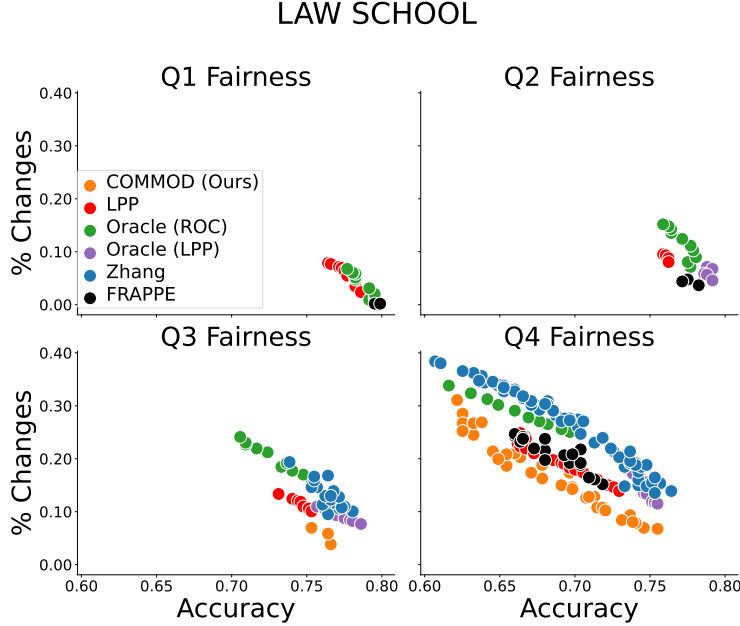 LAW SCHOOL
Q1 Fairness
Q2 Fairness
% Changes
0.40
0.30
0.20
0.10
0.00
COMMOD (Ours)
LPP
Oracle (ROC)
Oracle (LPP)
Zhang
FRAPPE
Q3 Fairness
Q4 Fairness
% Changes
0.40
0.30
0.20
0.10
0.00
0.60 0.65 0.70 0.75 0.80
0.60 0.65 0.70 0.75 0.80
Accuracy
Accuracy